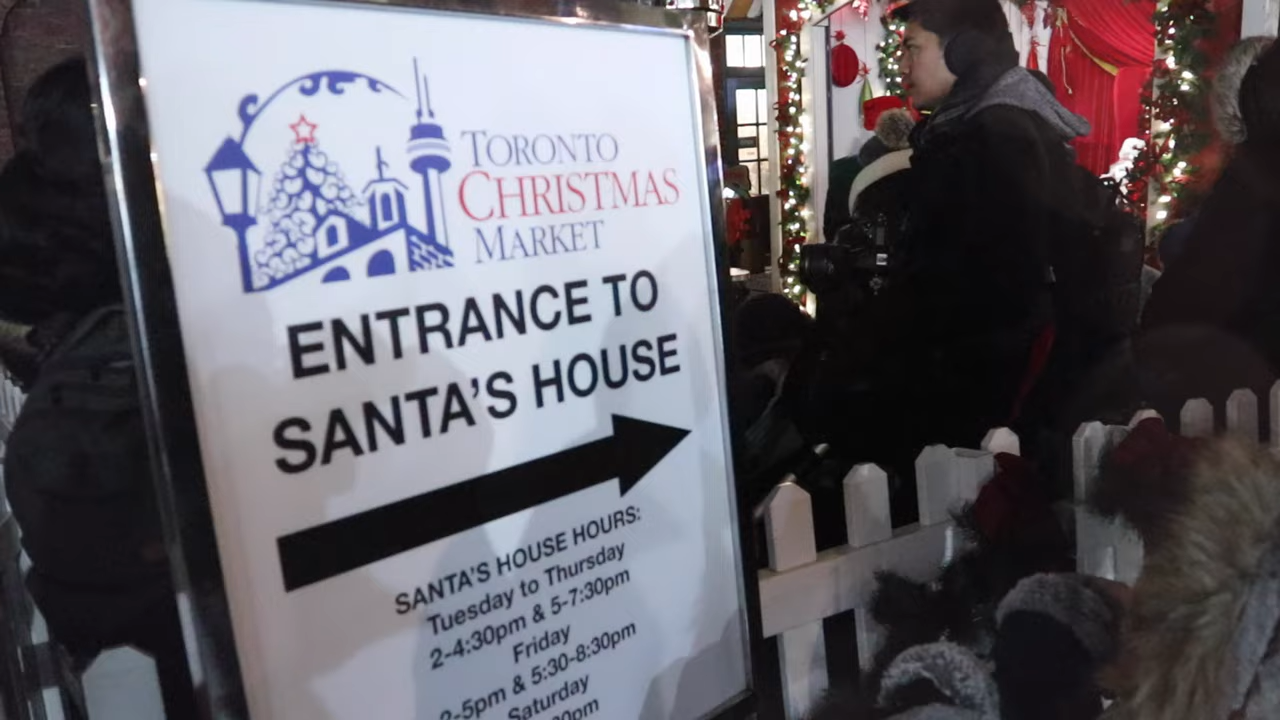 TORONTO
CHRISTMAS
MARKET
ENTRANCE TO
SANTA'S HOUSE
SANTA'S HOUSE HOURS:
Tuesday to Thursday
2-4:30pm & 5-7:30pm
Friday
2-5pm & 5:30-8:30pm
Saturday